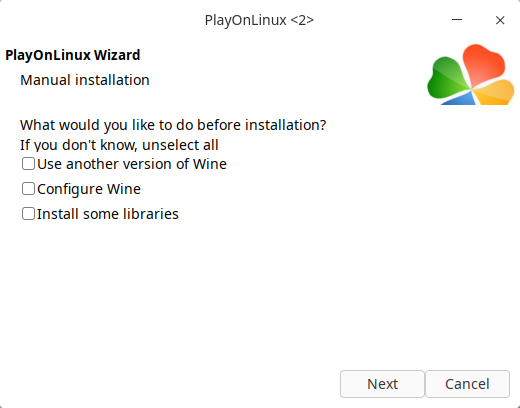 PlayOnLinux <2>
PlayOnLinux Wizard
Manual installation
What would you like to do before installation?
If you don't know, unselect all
Use another version of Wine
Configure Wine
Install some libraries
Next
Cancel